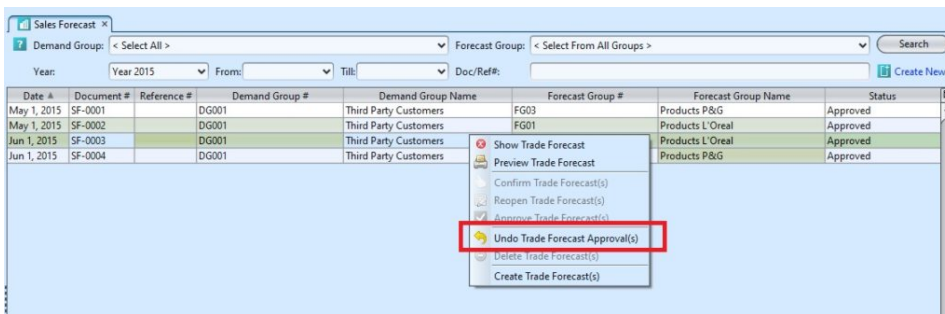 Sales Forecast ×
? Demand Group: < Select All > Forecast Group: < Select From All Groups > Search
Year: Year 2015 From: Till: Doc/Ref#: Create New
Date Document # Reference # Demand Group # Demand Group Name Forecast Group # Forecast Group Name Status
May 1, 2015 SF-0001 DG001 Third Party Customers FG03 Products P&G Approved
May 1, 2015 SF-0002 DG001 Third Party Customers FG01 Products L'Oreal Approved
Jun 1, 2015 SF-0003 DG001 Third Party Customers Products L'Oreal Approved
Jun 1, 2015 SF-0004 DG001 Third Party Customers Products P&G Approved
Show Trade Forecast
Preview Trade Forecast
Confirm Trade Forecast(s)
Reopen Trade Forecast(s)
Approve Trade Forecast(s)
Undo Trade Forecast Approval(s)
Delete Trade Forecast(s)
Create Trade Forecast(s)